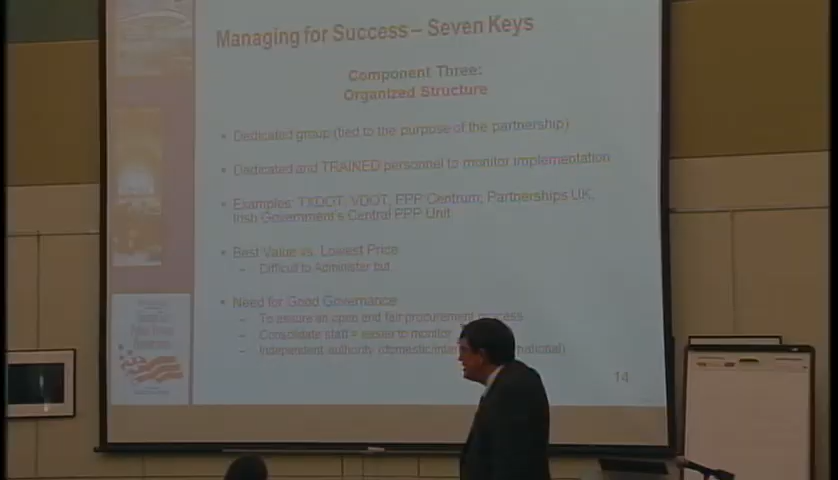 Managing for Success – Seven Keys
Component Three:
Organized Structure
• Dedicated group (tied to the purpose of the partnership)
• Dedicated and TRAINED personnel to monitor implementation
• Examples: TXDOT, VDOT, PPP Centrum, Partnerships UK,
Irish Government's Central PPP Unit
• Best Value vs. Lowest Price
– Difficult to Administer but
• Need for Good Governance
– To assure an open and fair procurement process
– Consolidate staff = easier to monitor
– Independent authority (domestic/inte national)
14